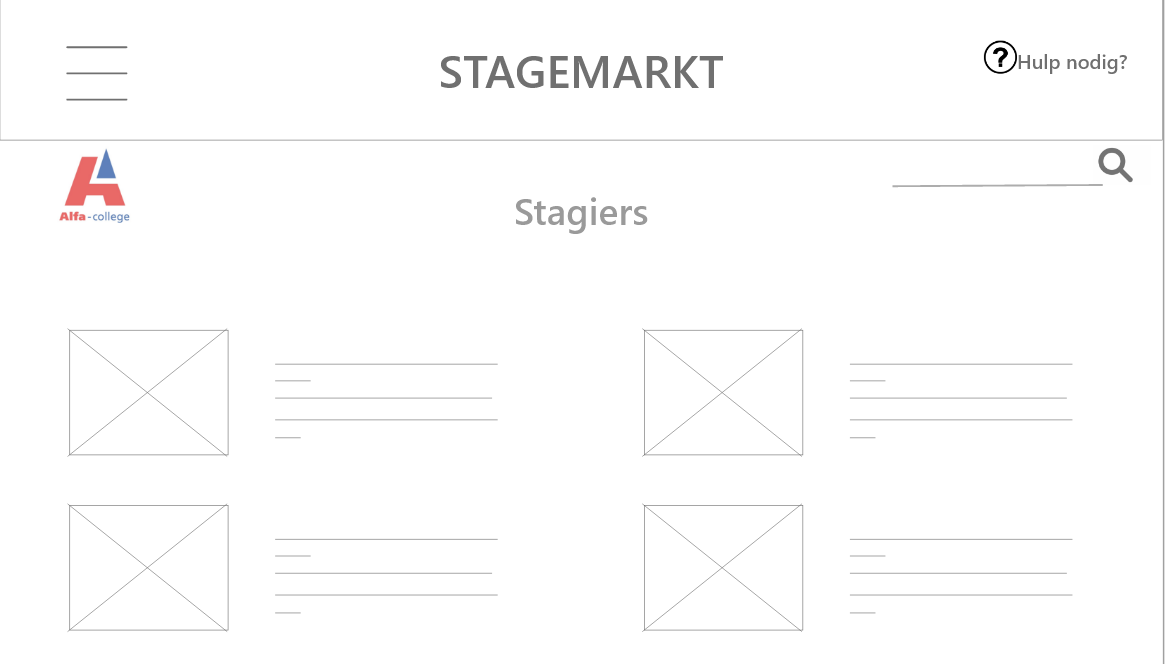 STAGEMARKT
?Hulp nodig?
Alfa-college
Stagiers